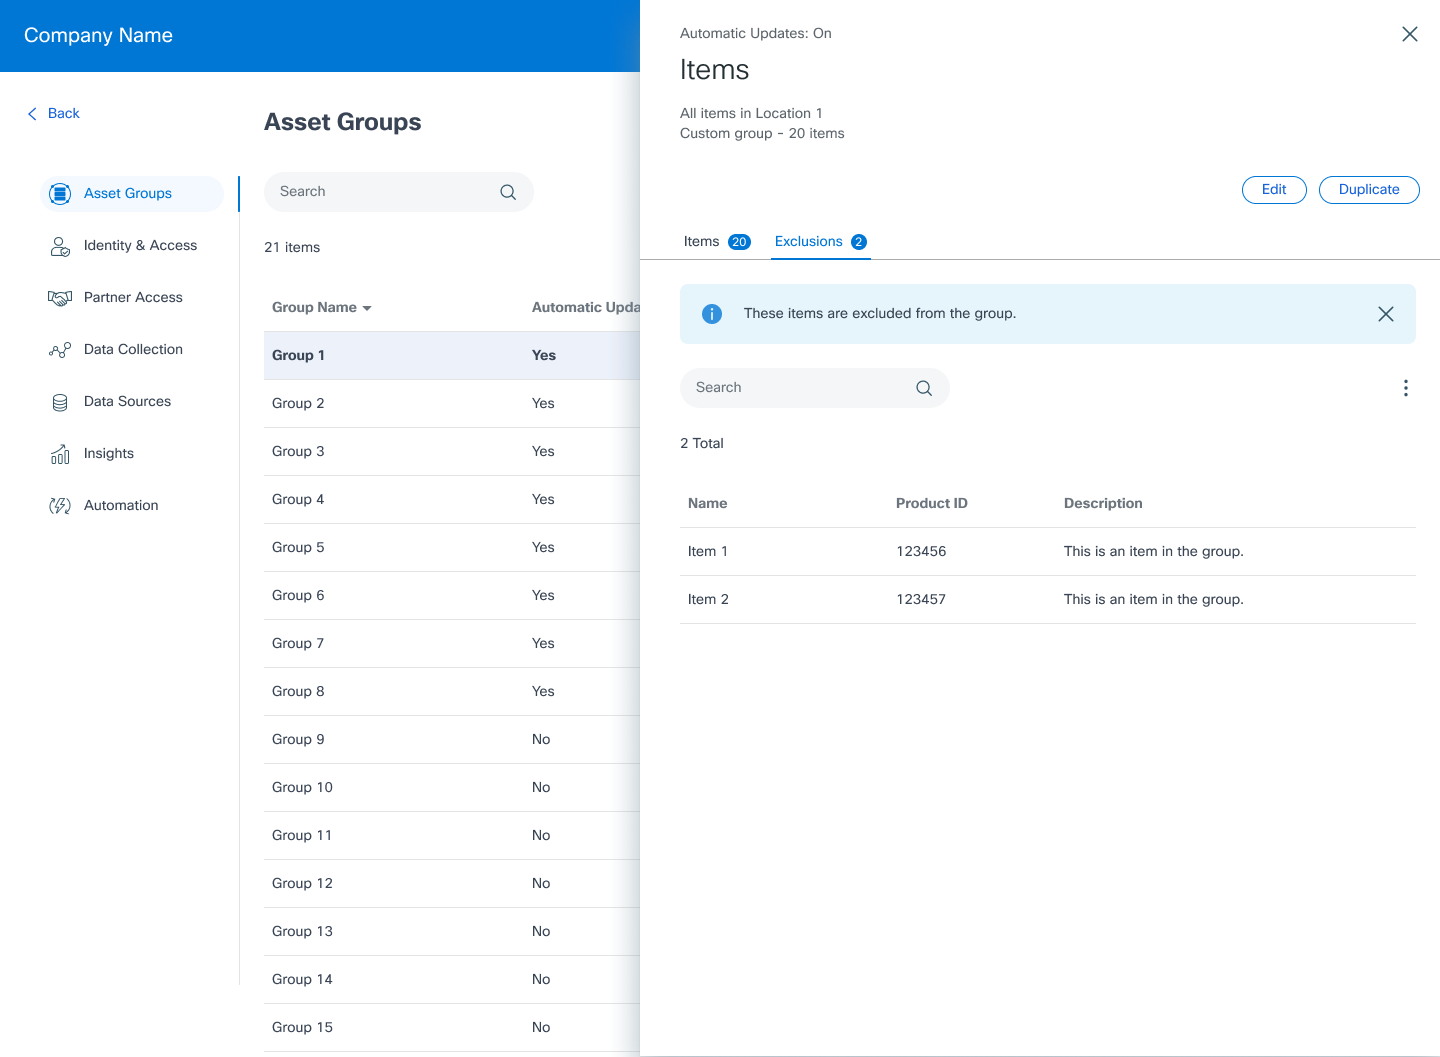 Company Name
Back
Asset Groups
Identity & Access
Partner Access
Data Collection
Data Sources
Insights
Automation
Asset Groups
Search
21 items
Group Name Automatic Upda
Group 1 Yes
Group 2 Yes
Group 3 Yes
Group 4 Yes
Group 5 Yes
Group 6 Yes
Group 7 Yes
Group 8 Yes
Group 9 No
Group 10 No
Group 11 No
Group 12 No
Group 13 No
Group 14 No
Group 15 No
Automatic Updates: On
Items
All items in Location 1
Custom group - 20 items
Edit Duplicate
Items 20 Exclusions 2
These items are excluded from the group.
Search
2 Total
Name Product ID Description
Item 1 123456 This is an item in the group.
Item 2 123457 This is an item in the group.